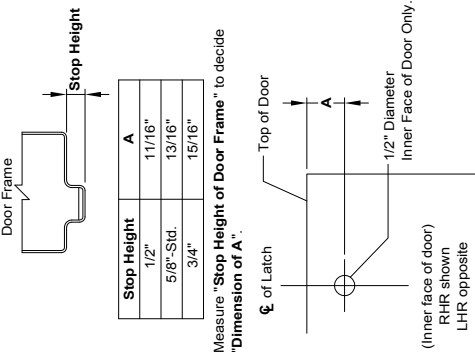 Door Frame
Stop Height
Stop Height A
1/2" 11/16"
5/8"-Std. 13/16"
3/4" 15/16"
Measure "Stop Height of Door Frame" to decide
"Dimension of A".
℄ of Latch
Top of Door
A
1/2" Diameter
Inner Face of Door Only.
(Inner face of door)
RHR shown
LHR opposite